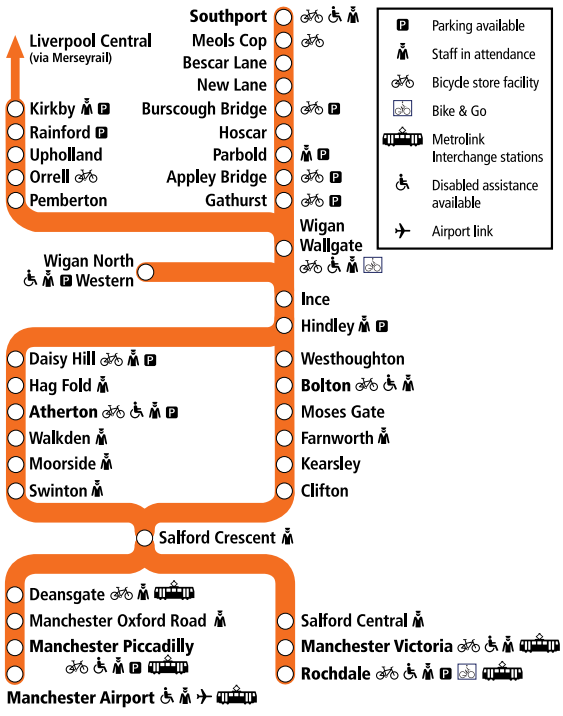 Southport
Meols Cop
Bescar Lane
New Lane
Burscough Bridge
Hoscar
Parbold
Appley Bridge
Gathurst
Liverpool Central
(via Merseyrail)
Kirkby P
Rainford P
Upholland
Orrell
Pemberton
P Parking available
Staff in attendance
Bicycle store facility
Bike & Go
Metrolink
Interchange stations
Disabled assistance
available
Airport link
P
P
P
P
Wigan
Wallgate
Wigan North
P Western
Ince
Hindley P
Daisy Hill P
Hag Fold
Atherton P
Walkden
Moorside
Swinton
Westhoughton
Bolton
Moses Gate
Farnworth
Kearsley
Clifton
Salford Crescent
Deansgate
Manchester Oxford Road
Manchester Piccadilly
P
Manchester Airport
Salford Central
Manchester Victoria
Rochdale P